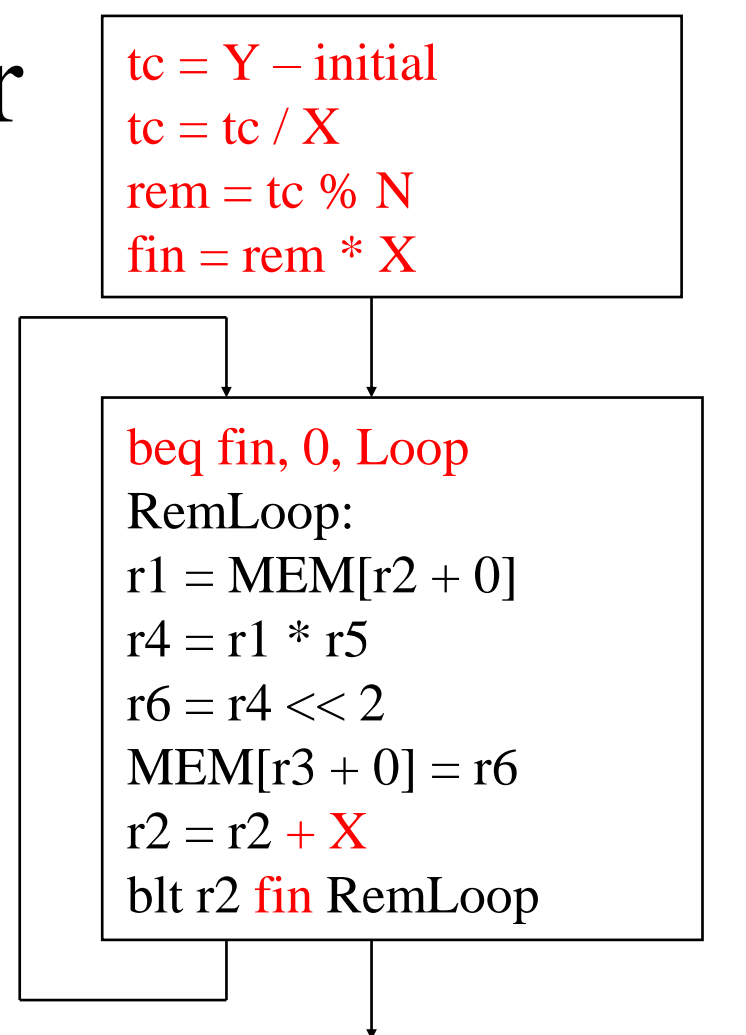 r
tc = Y – initial
tc = tc / X
rem = tc % N
fin = rem * X
beq fin, 0, Loop
RemLoop:
r1 = MEM[r2 + 0]
r4 = r1 * r5
r6 = r4 << 2
MEM[r3 + 0] = r6
r2 = r2 + X
blt r2 fin RemLoop